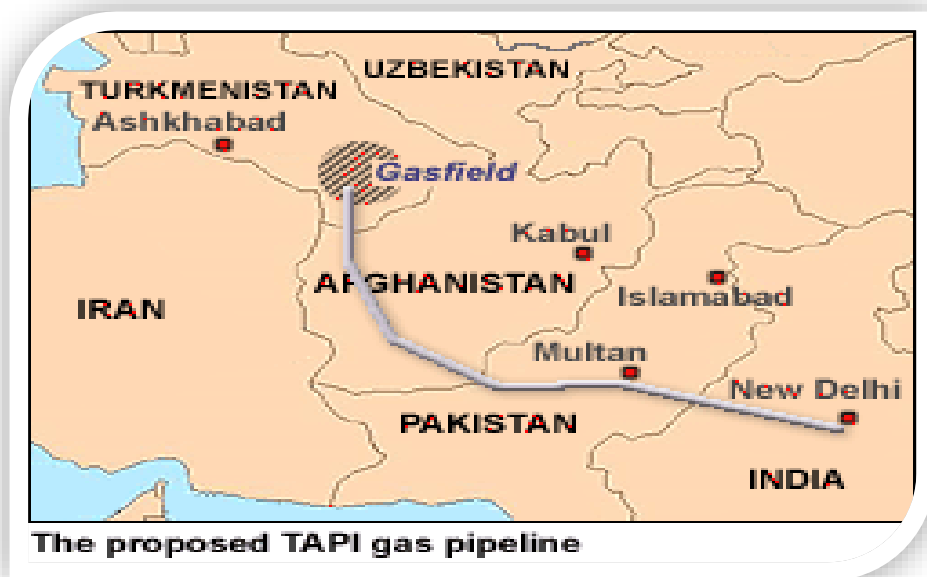 UZBEKISTAN
TURKMENISTAN
Ashkhabad
Gasfield
Kabul
AFGHANISTAN
Islamabad
IRAN
Multan
New Delhi
PAKISTAN
INDIA
The proposed TAPI gas pipeline